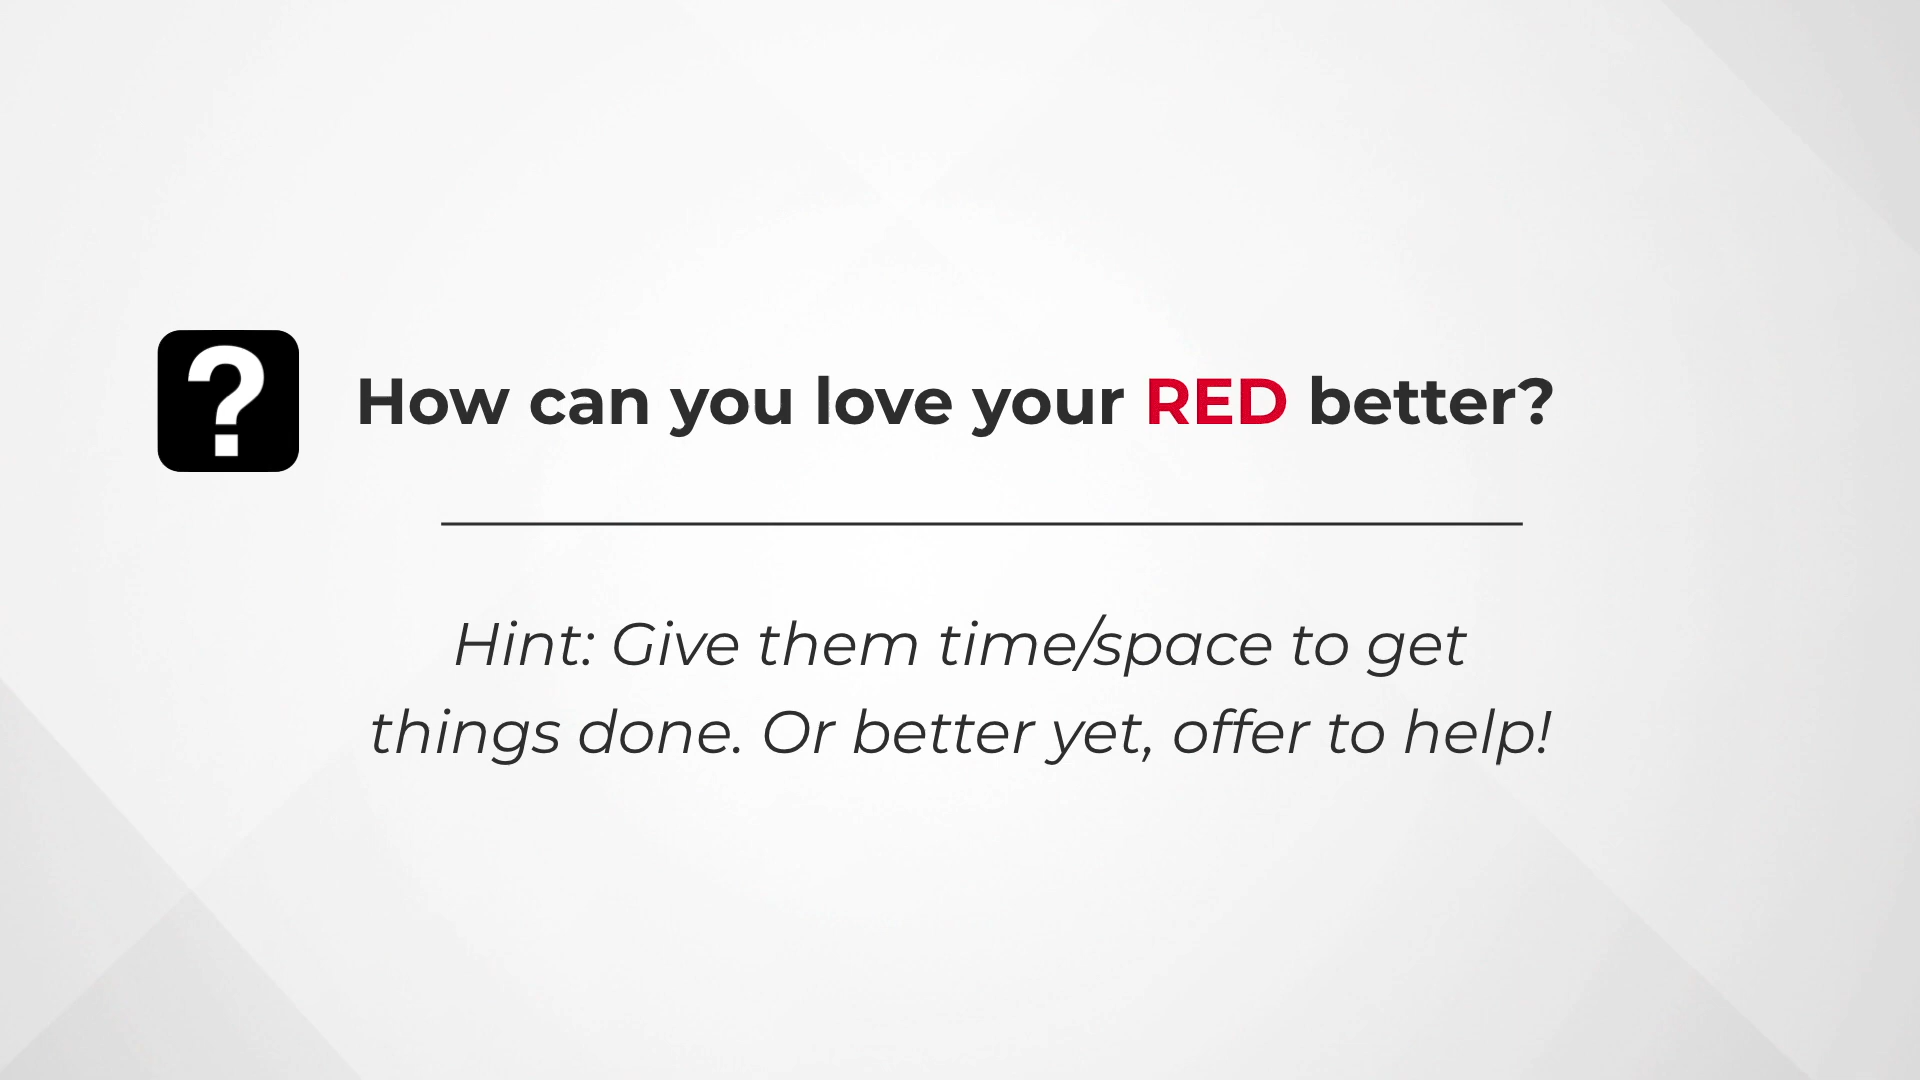 ?
How can you love your RED better?
Hint: Give them time/space to get
things done. Or better yet, offer to help!